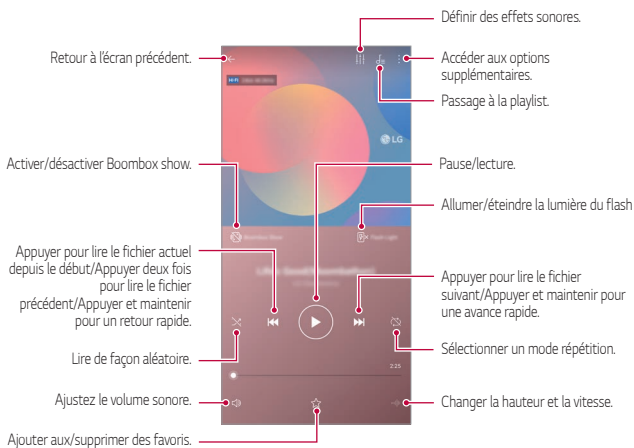 Définir des effets sonores.
Retour à l'écran précédent.
Accéder aux options
supplémentaires.
Passage à la playlist.
LG
Activer/désactiver Boombox show.
Pause/lecture.
Allumer/éteindre la lumière du flash
Appuyer pour lire le fichier actuel
depuis le début/Appuyer deux fois
pour lire le fichier
précédent/Appuyer et maintenir
pour un retour rapide.
Appuyer pour lire le fichier
suivant/Appuyer et maintenir pour
une avance rapide.
Lire de façon aléatoire.
Sélectionner un mode répétition.
2:25
Ajustez le volume sonore.
Changer la hauteur et la vitesse.
Ajouter aux/supprimer des favoris.